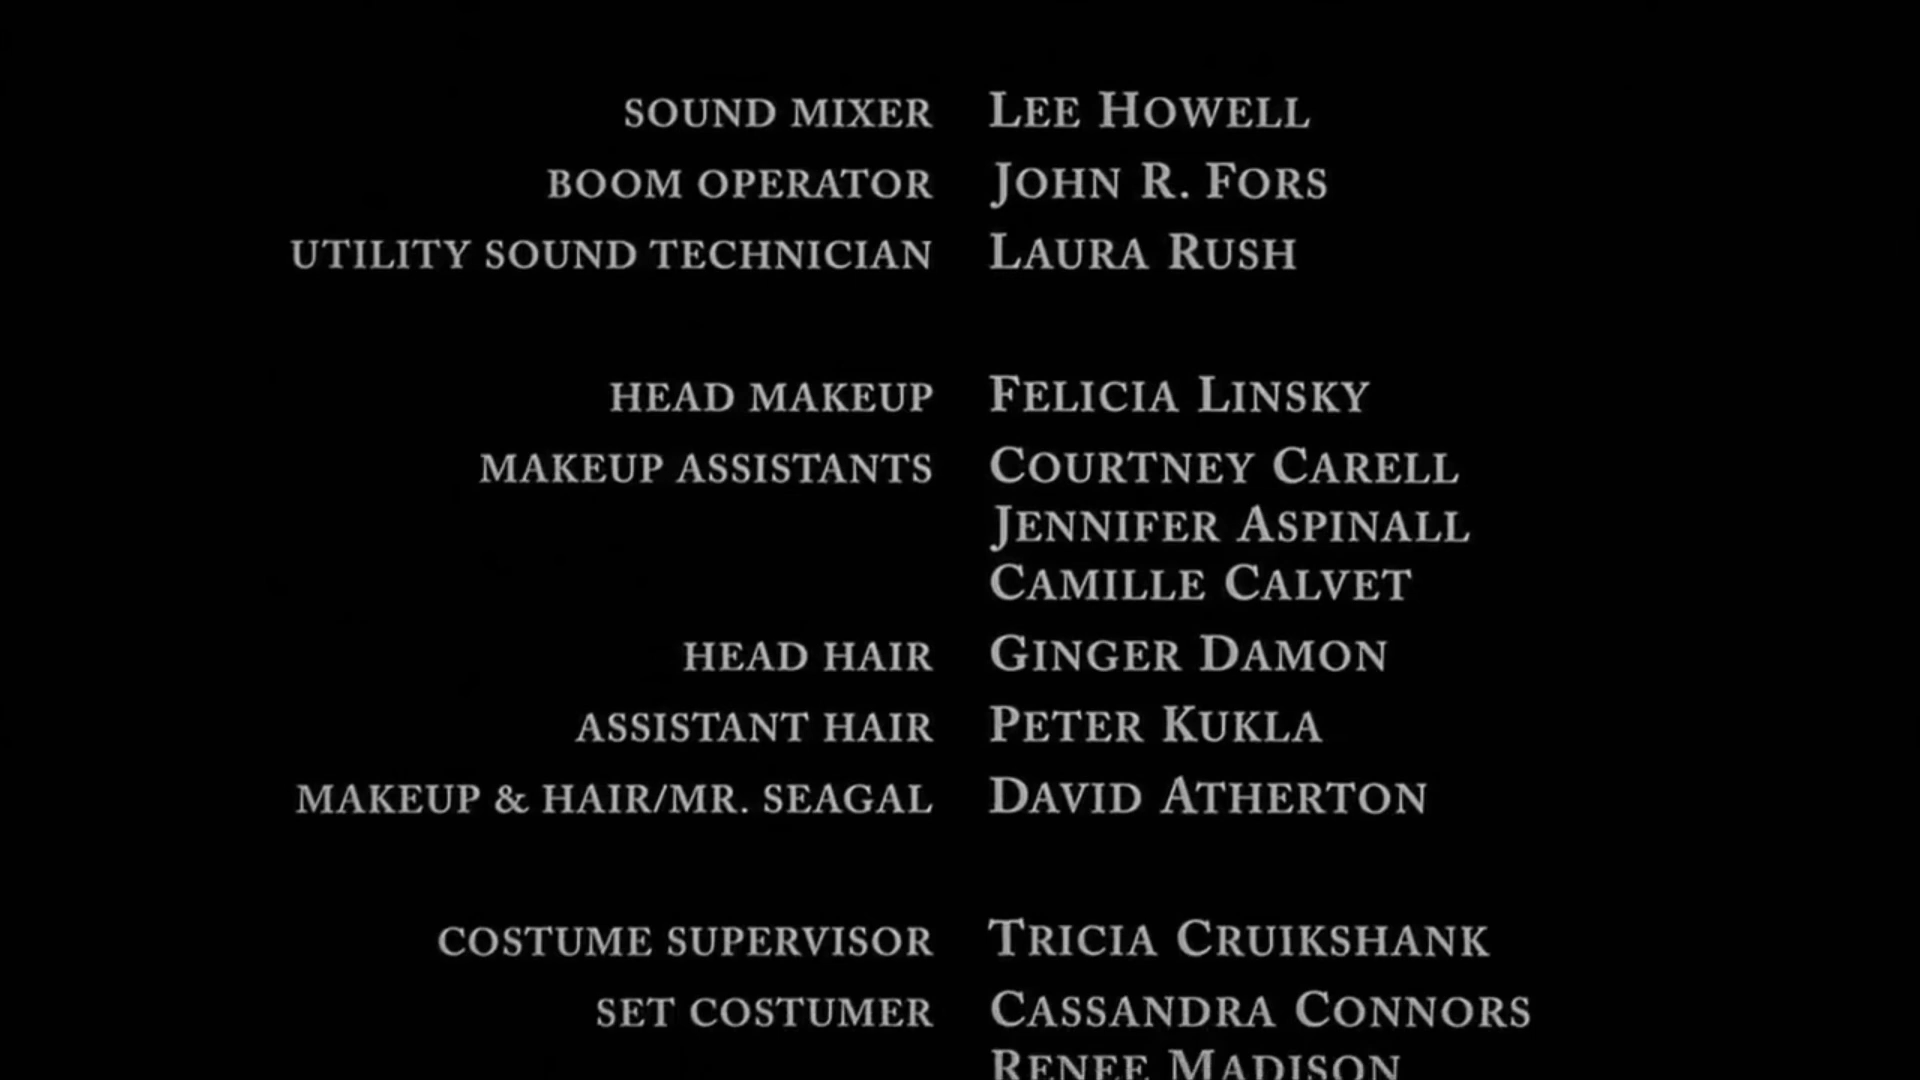 SOUND MIXER LEE HOWELL
BOOM OPERATOR JOHN R. FORS
UTILITY SOUND TECHNICIAN LAURA RUSH
HEAD MAKEUP FELICIA LINSKY
MAKEUP ASSISTANTS COURTNEY CARELL
JENNIFER ASPINALL
CAMILLE CALVET
HEAD HAIR GINGER DAMON
ASSISTANT HAIR PETER KUKLA
MAKEUP & HAIR/MR. SEAGAL DAVID ATHERTON
COSTUME SUPERVISOR TRICIA CRUIKSHANK
SET COSTUMER CASSANDRA CONNORS
RENEE MADISON